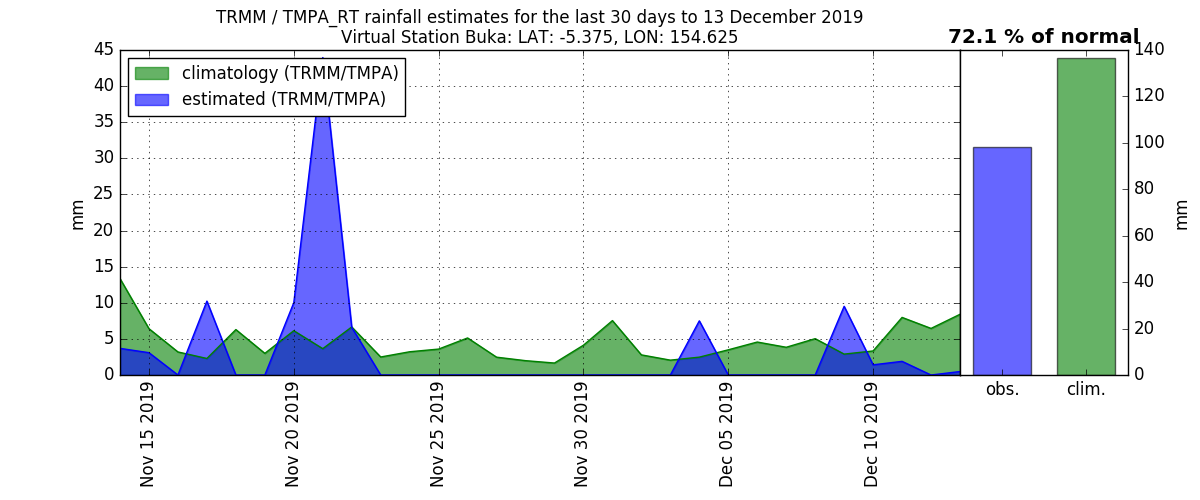 TRMM / TMPA_RT rainfall estimates for the last 30 days to 13 December 2019
Virtual Station Buka: LAT: -5.375, LON: 154.625
72.1 % of normal
climatology (TRMM/TMPA)
estimated (TRMM/TMPA)
mm
45
40
35
30
25
20
15
10
5
0
Nov 15 2019
Nov 20 2019
Nov 25 2019
Nov 30 2019
Dec 05 2019
Dec 10 2019
obs.
clim.
140
120
100
80
60
40
20
0
mm